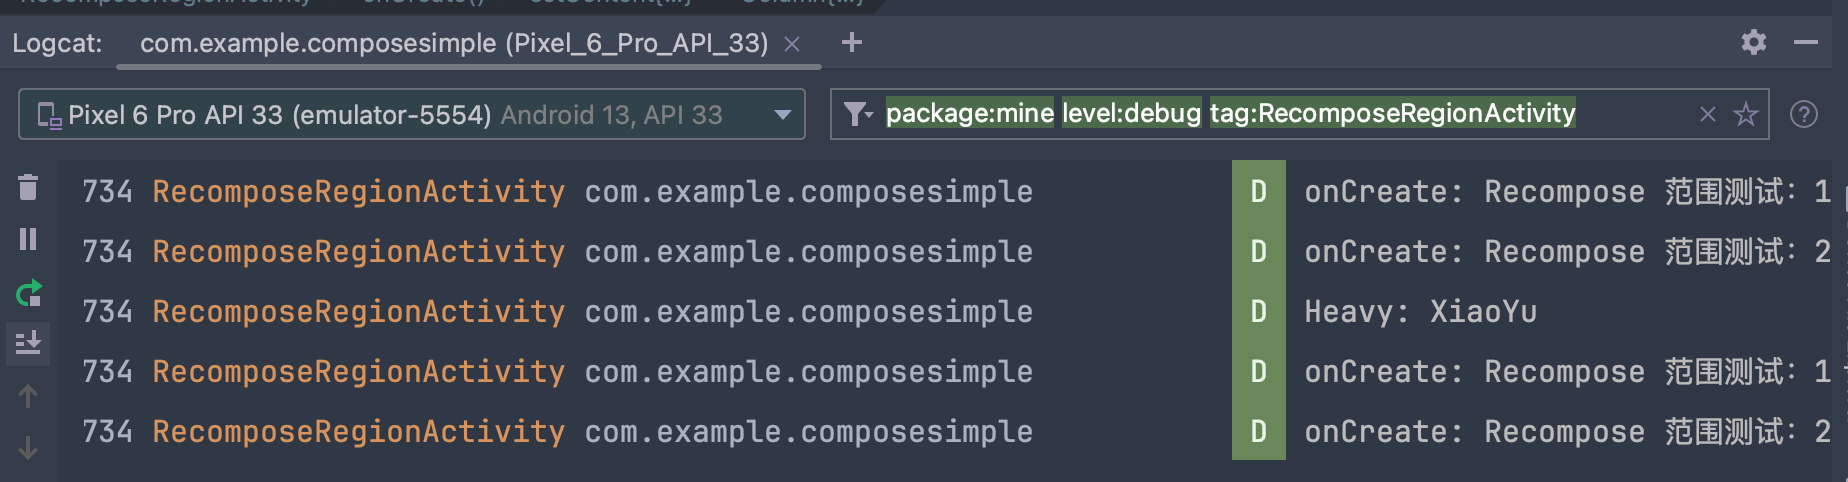 RecomposeRegionActivity onCreate() setContent{...} Column{...}
Logcat: com.example.composesimple (Pixel_6_Pro_API_33)
Pixel 6 Pro API 33 (emulator-5554) Android 13, API 33 package:mine level:debug tag:RecomposeRegionActivity
734 RecomposeRegionActivity com.example.composesimple D onCreate: Recompose 范围测试: 1
734 RecomposeRegionActivity com.example.composesimple D onCreate: Recompose 范围测试: 2
734 RecomposeRegionActivity com.example.composesimple D Heavy: XiaoYu
734 RecomposeRegionActivity com.example.composesimple D onCreate: Recompose 范围测试: 1
734 RecomposeRegionActivity com.example.composesimple D onCreate: Recompose 范围测试: 2